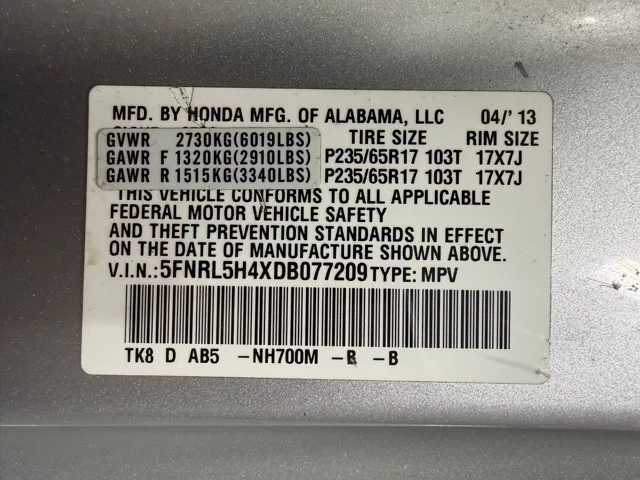 MFD. BY HONDA MFG. OF ALABAMA, LLC 04/'13
TIRE SIZE RIM SIZE
GVWR 2730KG(6019LBS)
GAWR F 1320KG(2910LBS) P235/65R17 103T 17X7J
GAWR R 1515KG(3340LBS) P235/65R17 103T 17X7J
THIS VEHICLE CONFORMS TO ALL APPLICABLE
FEDERAL MOTOR VEHICLE SAFETY
AND THEFT PREVENTION STANDARDS IN EFFECT
ON THE DATE OF MANUFACTURE SHOWN ABOVE.
V.I.N.: 5FNRL5H4XDB077209 TYPE: MPV
TK8 D AB5 -NH700M -R -B